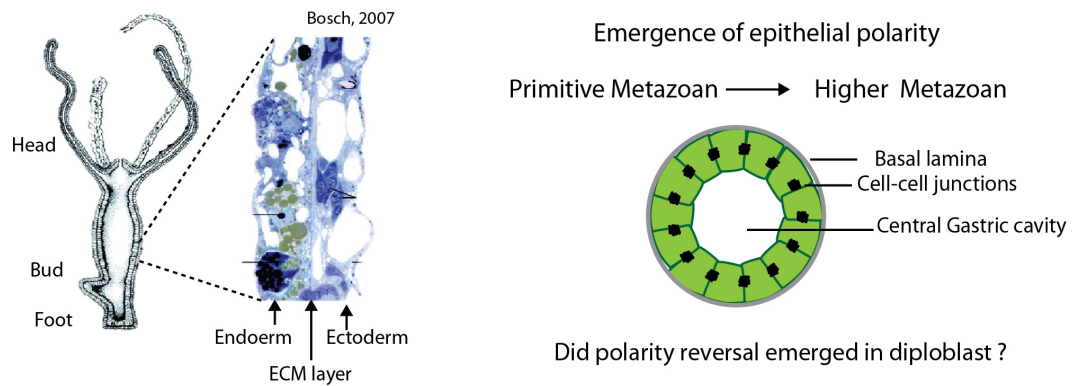 Bosch, 2007
Head
Bud
Foot
Endoerm
Ectoderm
ECM layer
Emergence of epithelial polarity
Primitive Metazoan Higher Metazoan
Basal lamina
Cell-cell junctions
Central Gastric cavity
Did polarity reversal emerged in diploblast ?